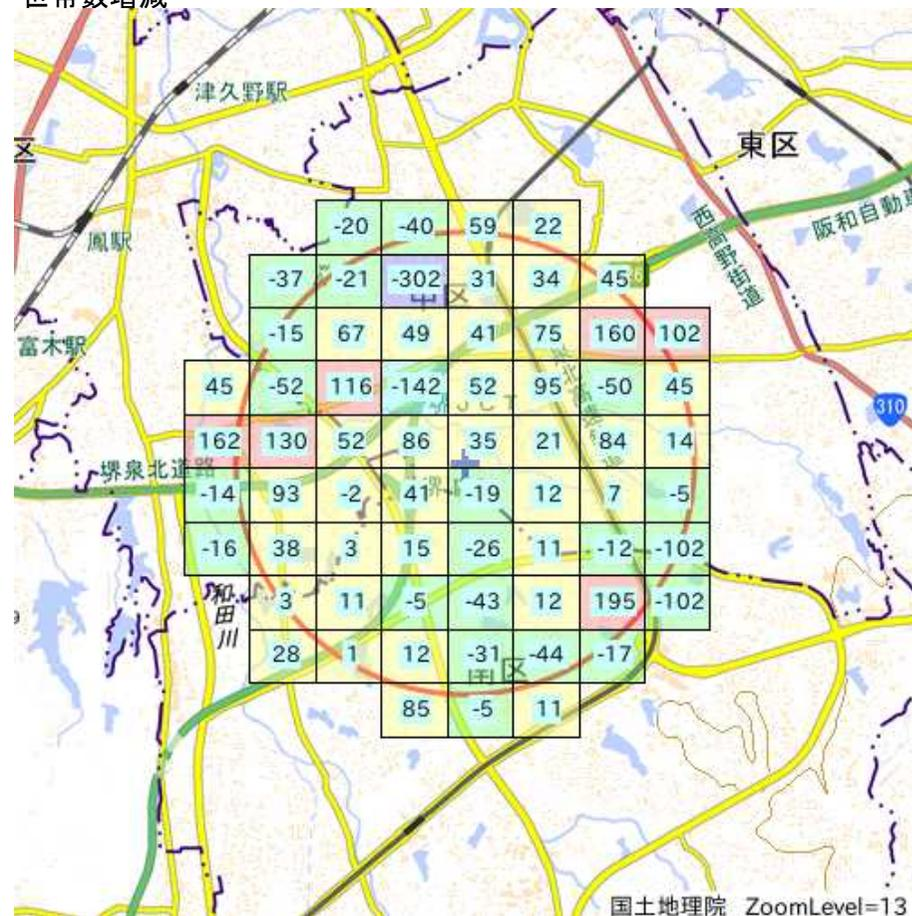 世帯数増減
津久野駅
区
東区
鳳駅
西高野街道
阪和自動車
-20 -40 59 22
-37 -21 -302 31 34 45
中区
富木駅
-15 67 49 41 75 160 102
45 -52 116 -142 52 95 -50 45
310
162 130 52 86 35 21 84 14
堺泉北道路
-14 93 -2 41 -19 12 7 -5
-16 38 3 15 -26 11 -12 -102
和田川
3 11 -5 -43 12 195 -102
28 1 12 -31 -44 -17
南区
85 -5 11
国土地理院 ZoomLevel=13